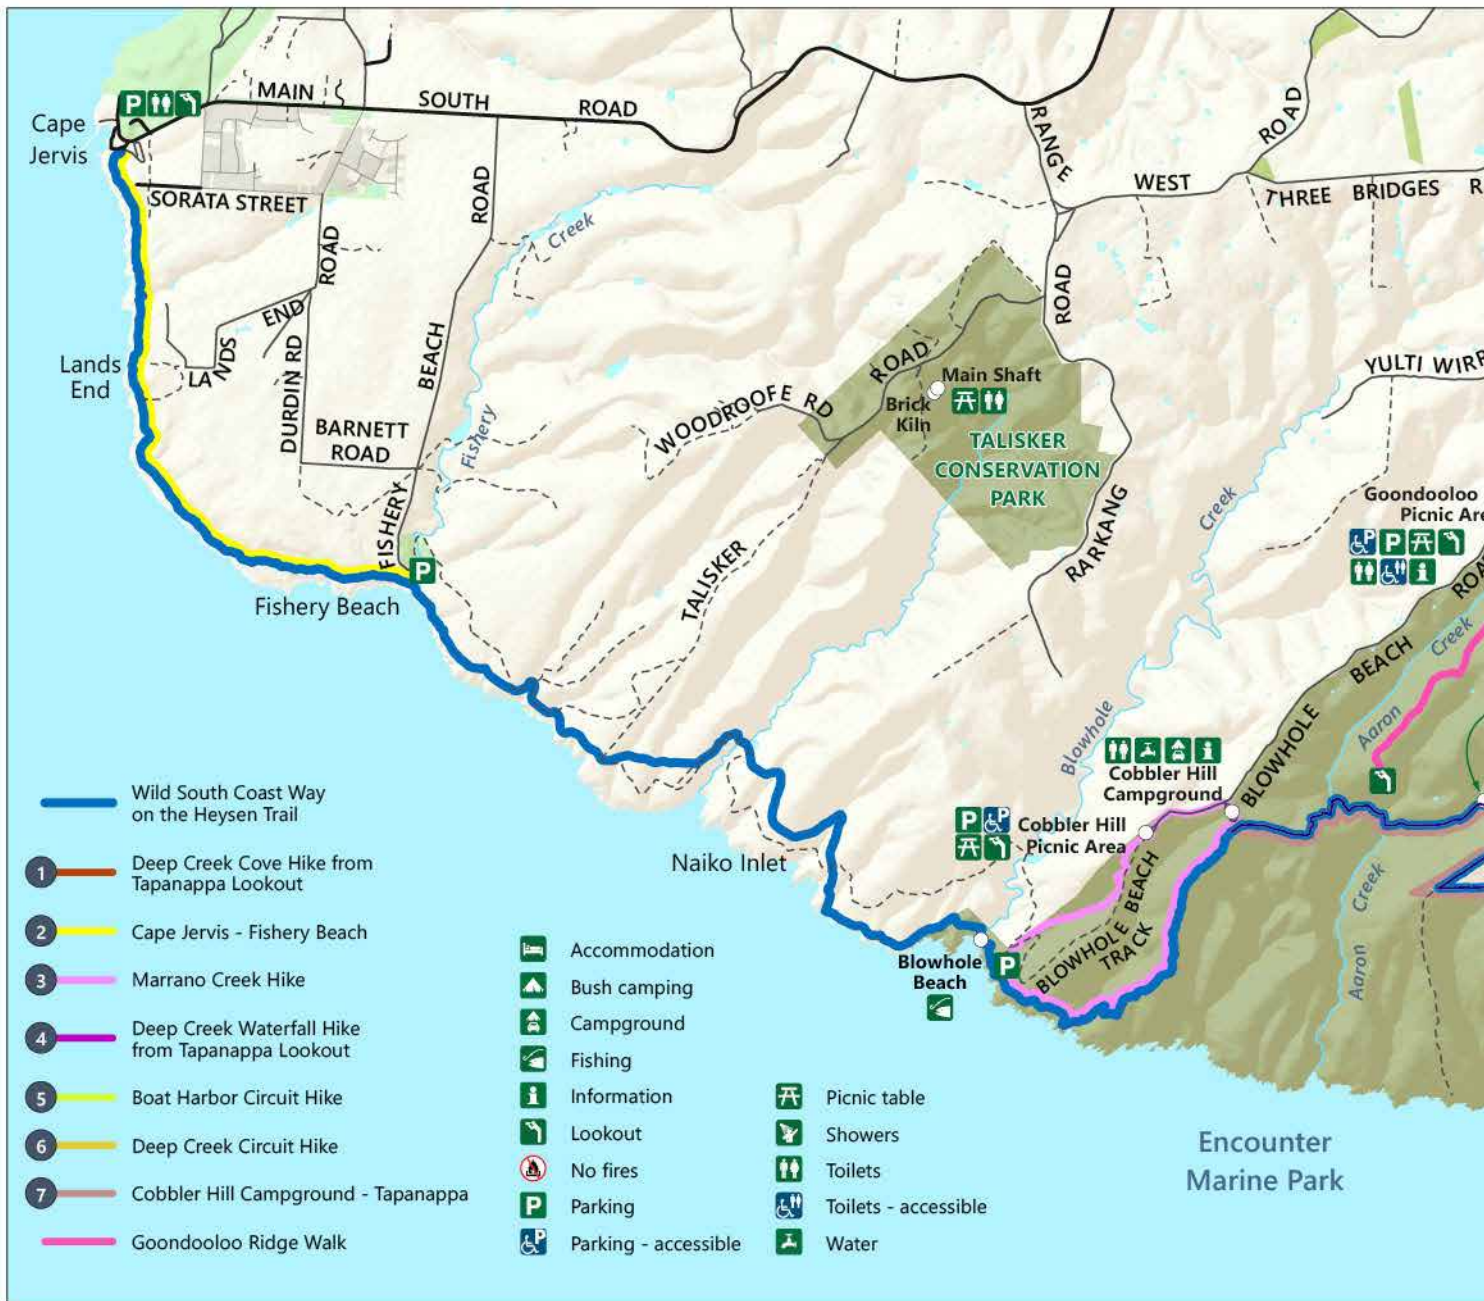 MAIN
SOUTH
ROAD
Cape
Jervis
SORATA STREET
ROAD
ROAD
Creek
RANGE
WEST
ROAD
THREE BRIDGES R
Lands
End
LANDS
END
DURDIN RD
BEACH
ROAD
BARNETT
ROAD
Fishery
FISHERY
Fishery Beach
WOODROOFE RD
ROAD
Main Shaft
Brick
Kiln
TALISKER
CONSERVATION
PARK
YULTI WIRR
TALISKER
RARKANG
Creek
Goondooloo
Picnic Are
P
P
P
ROAD
Creek
BEACH
Aaron
BLOWHOLE
Blowhole
Cobbler Hill
Campground
Cobbler Hill
Picnic Area
P
P
Naiko Inlet
BLOWHOLE BEACH
TRACK
Blowhole
Beach
P
Creek
Aaron
Encounter
Marine Park
Wild South Coast Way
on the Heysen Trail
1 Deep Creek Cove Hike from
Tapanappa Lookout
2 Cape Jervis - Fishery Beach
3 Marrano Creek Hike
4 Deep Creek Waterfall Hike
from Tapanappa Lookout
5 Boat Harbor Circuit Hike
6 Deep Creek Circuit Hike
7 Cobbler Hill Campground - Tapanappa
Goondooloo Ridge Walk
Accommodation
Bush camping
Campground
Fishing
i Information
Lookout
No fires
P Parking
P Parking - accessible
Picnic table
Showers
Toilets
Toilets - accessible
Water